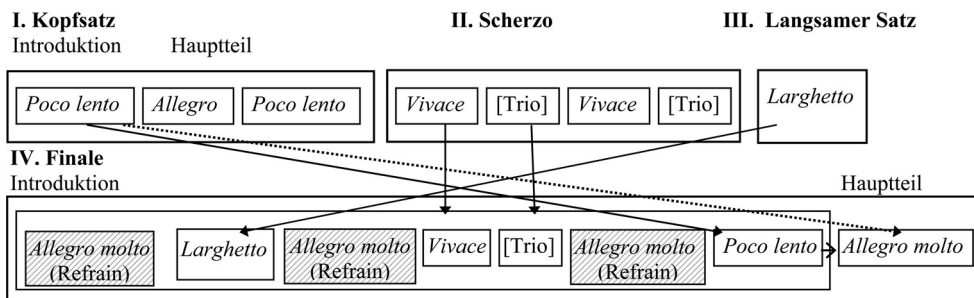 I. Kopfsatz II. Scherzo III. Langsamer Satz
Introduktion Hauptteil
Poco lento Allegro Poco lento Vivace [Trio] Vivace [Trio] Larghetto
IV. Finale
Introduktion Hauptteil
Allegro molto Larghetto Allegro molto Vivace [Trio] Allegro molto Poco lento Allegro molto
(Refrain) (Refrain) (Refrain)